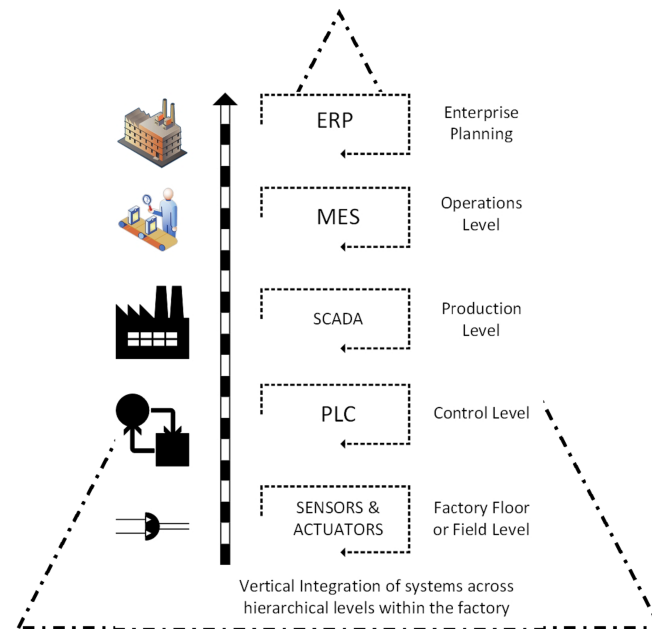 ERP
Enterprise
Planning
MES
Operations
Level
SCADA
Production
Level
PLC
Control Level
SENSORS &
ACTUATORS
Factory Floor
or Field Level
Vertical Integration of systems across
hierarchical levels within the factory